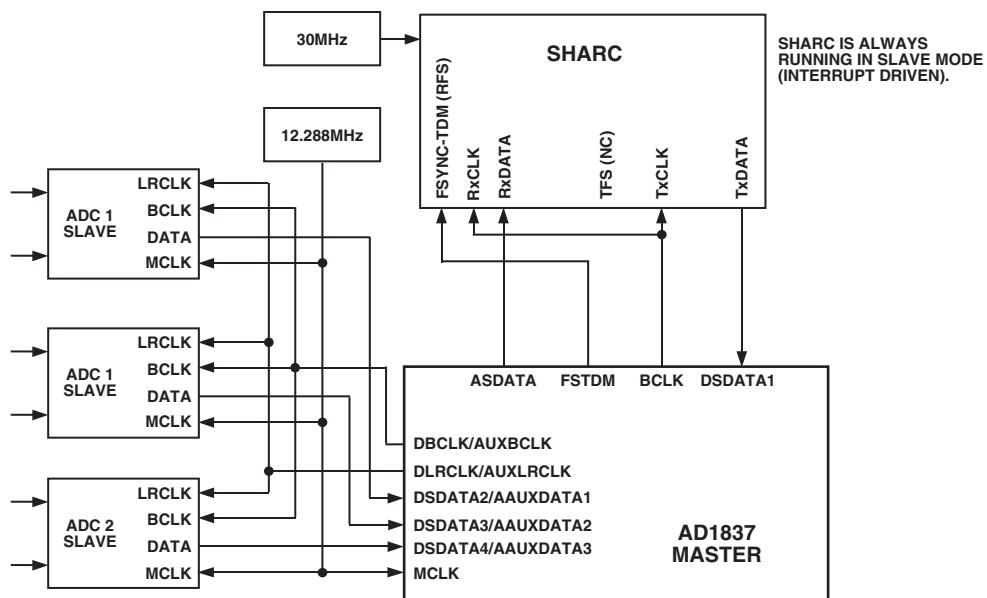 30MHz
SHARC
SHARC IS ALWAYS
RUNNING IN SLAVE MODE
(INTERRUPT DRIVEN).
12.288MHz
FSYNC-TDM (RFS)
RxCLK
RxDATA
TFS (NC)
TxCLK
TxDATA
ADC 1
SLAVE
LRCLK
BCLK
DATA
MCLK
ADC 1
SLAVE
LRCLK
BCLK
DATA
MCLK
ADC 2
SLAVE
LRCLK
BCLK
DATA
MCLK
ASDATA FSTDM BCLK DSDATA1
DBCLK/AUXBCLK
DLRCLK/AUXLRCLK
DSDATA2/AAUXDATA1
DSDATA3/AAUXDATA2
DSDATA4/AAUXDATA3
MCLK
AD1837
MASTER